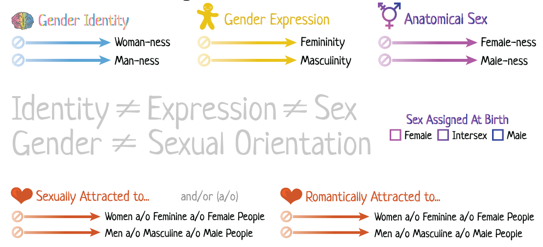 Gender Identity
Woman-ness
Man-ness
Gender Expression
Femininity
Masculinity
Anatomical Sex
Female-ness
Male-ness
Identity ≠ Expression ≠ Sex
Gender ≠ Sexual Orientation
Sex Assigned At Birth
Female Intersex Male
Sexually Attracted to... and/or (a/o)
Women a/o Feminine a/o Female People
Men a/o Masculine a/o Male People
Romantically Attracted to...
Women a/o Feminine a/o Female People
Men a/o Masculine a/o Male People